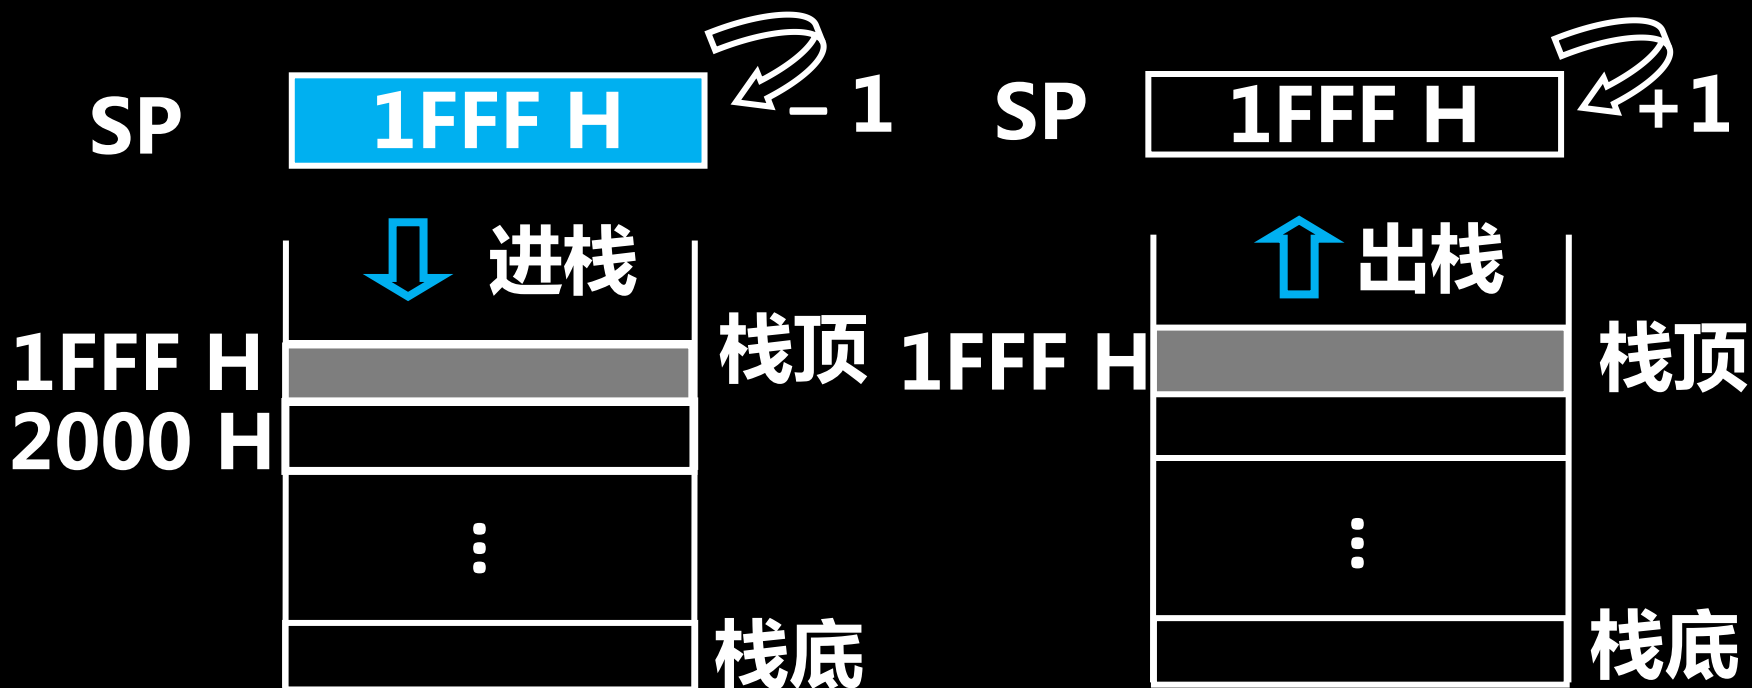 SP 1FFF H – 1
进栈
1FFF H 栈顶
2000 H
⋮
栈底
SP 1FFF H +1
出栈
1FFF H 栈顶
⋮
栈底